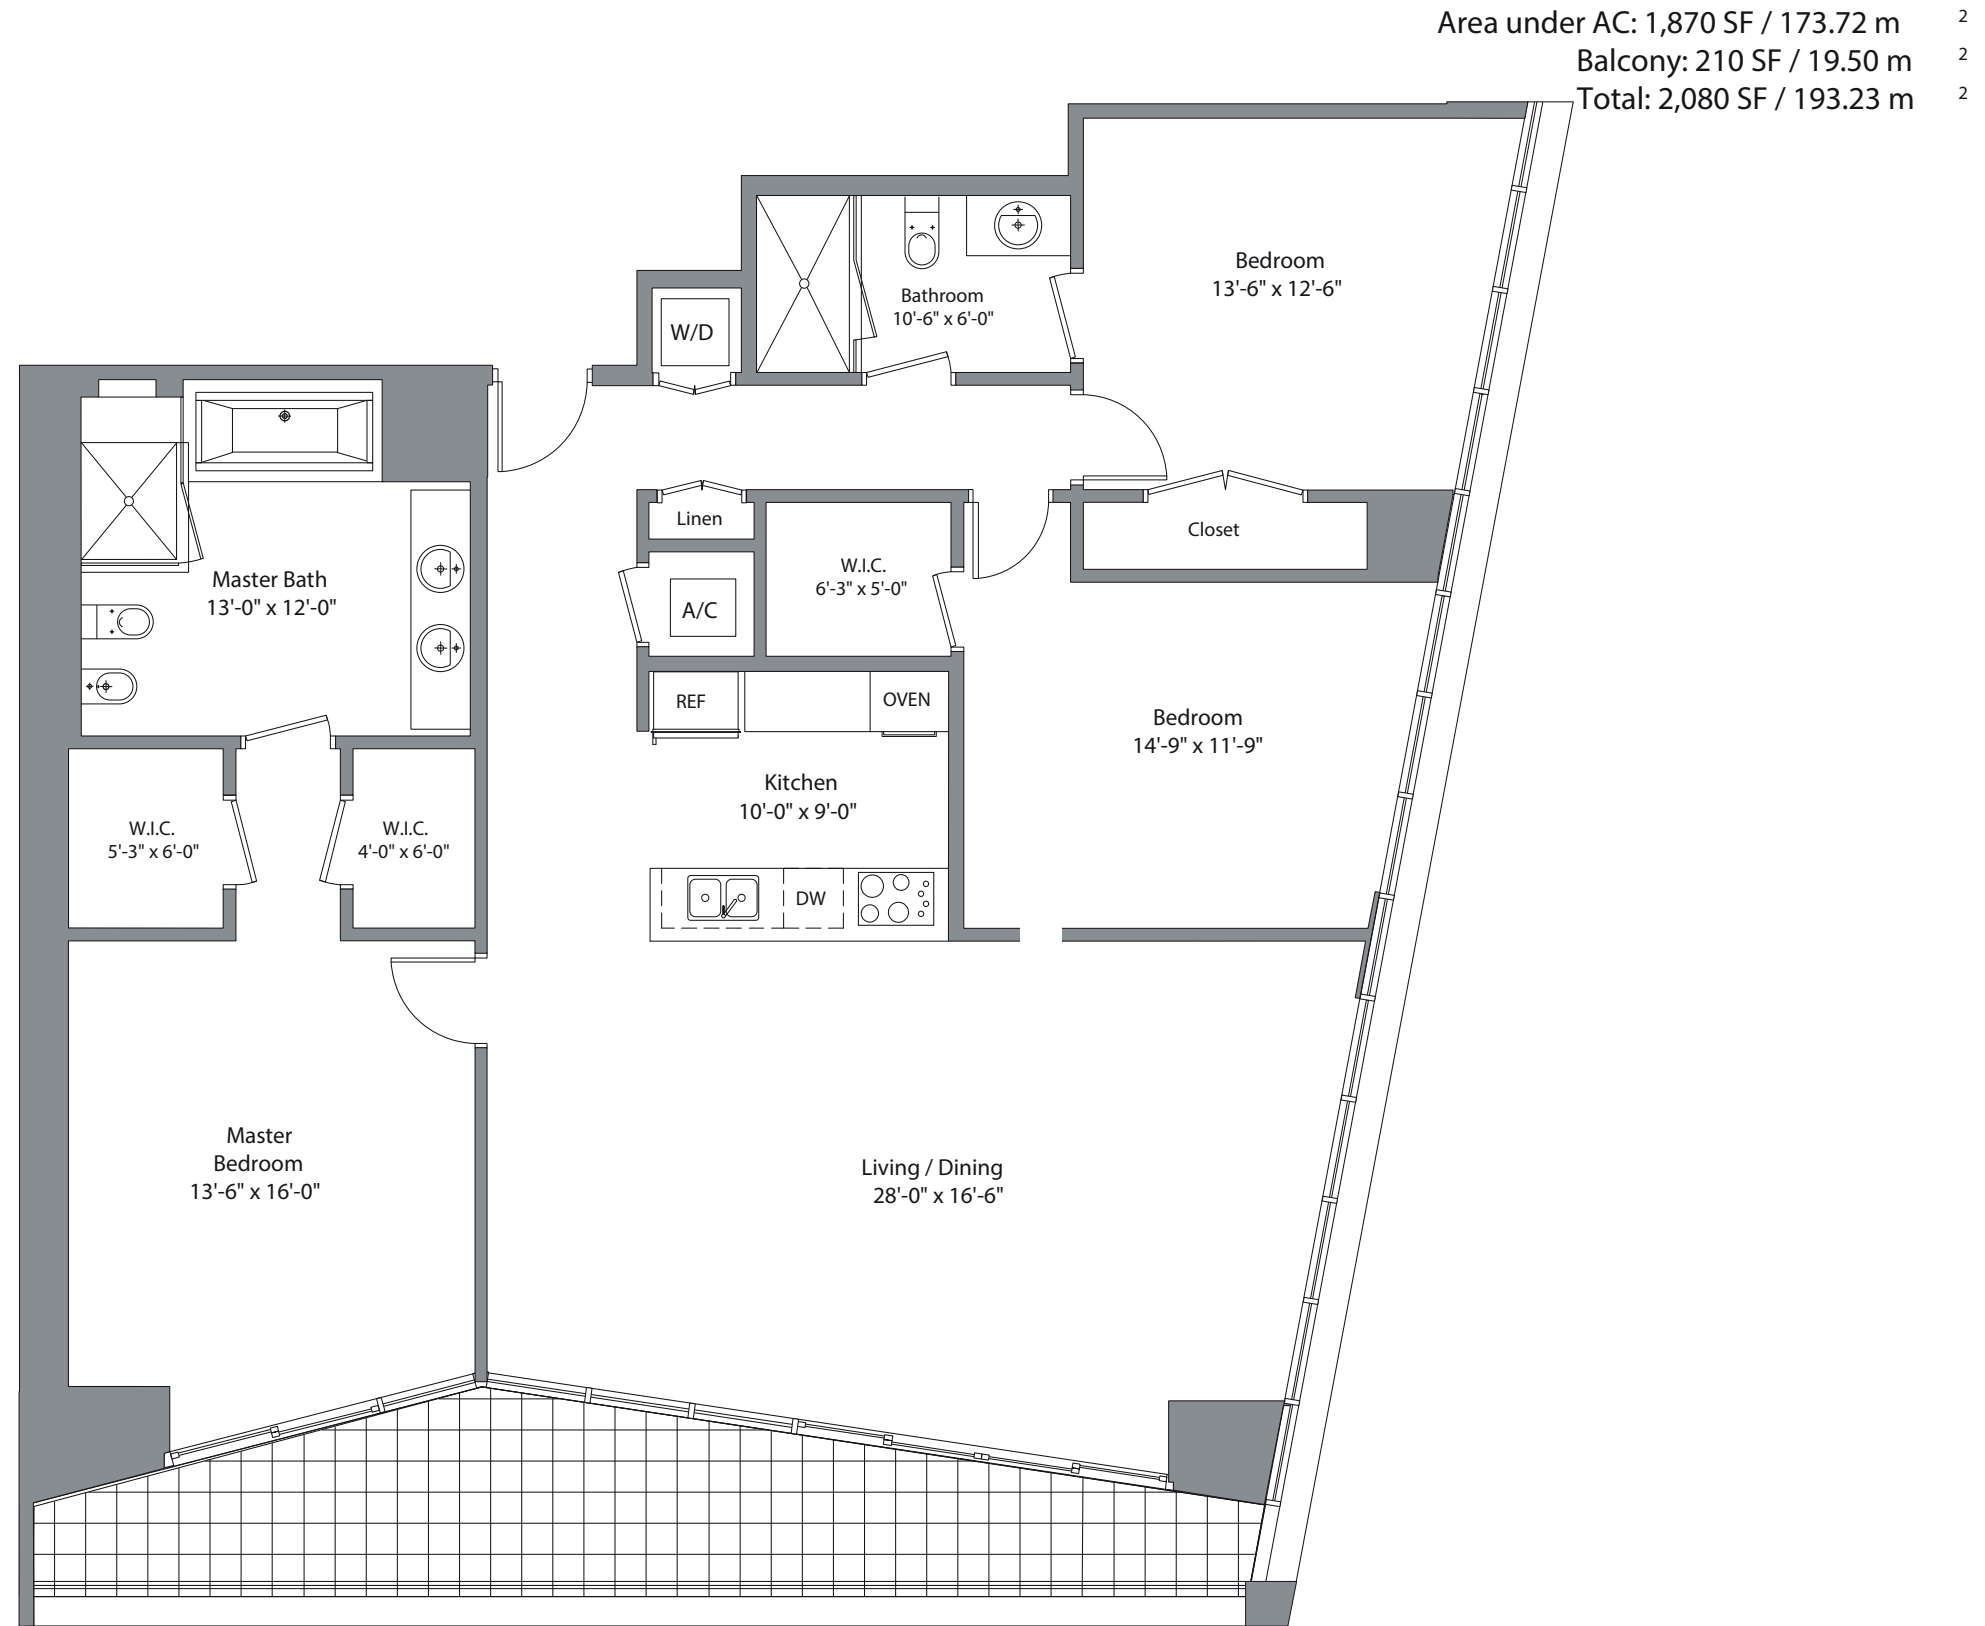 Area under AC: 1,870 SF / 173.72 m 2
Balcony: 210 SF / 19.50 m 2
Total: 2,080 SF / 193.23 m 2
Bedroom
13'-6" x 12'-6"
Bathroom
10'-6" x 6'-0"
W/D
Linen
Closet
W.I.C.
6'-3" x 5'-0"
A/C
Master Bath
13'-0" x 12'-0"
REF
OVEN
Bedroom
14'-9" x 11'-9"
Kitchen
10'-0" x 9'-0"
W.I.C.
5'-3" x 6'-0"
W.I.C.
4'-0" x 6'-0"
DW
Master
Bedroom
13'-6" x 16'-0"
Living / Dining
28'-0" x 16'-6"